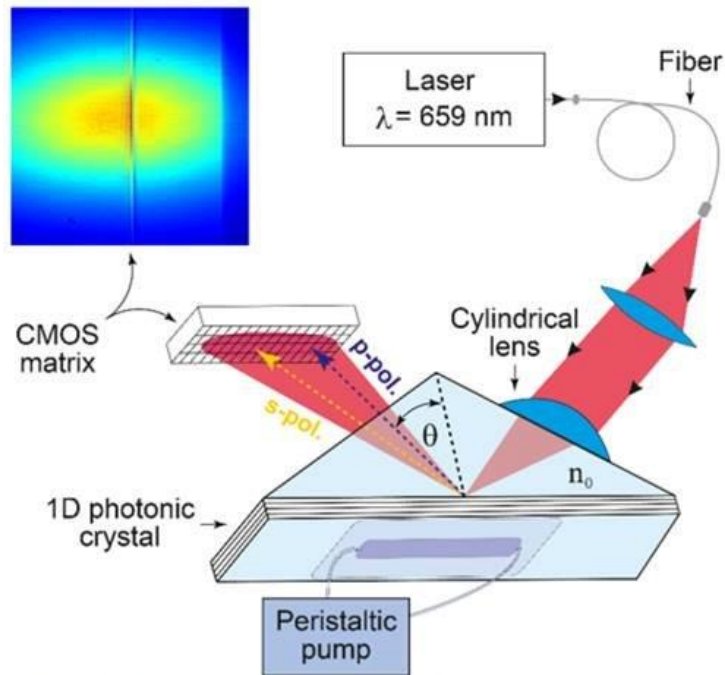 Laser
λ= 659 nm
Fiber
CMOS
matrix
Cylindrical
lens
p-pol.
s-pol.
θ
n₀
1D photonic
crystal
Peristaltic
pump